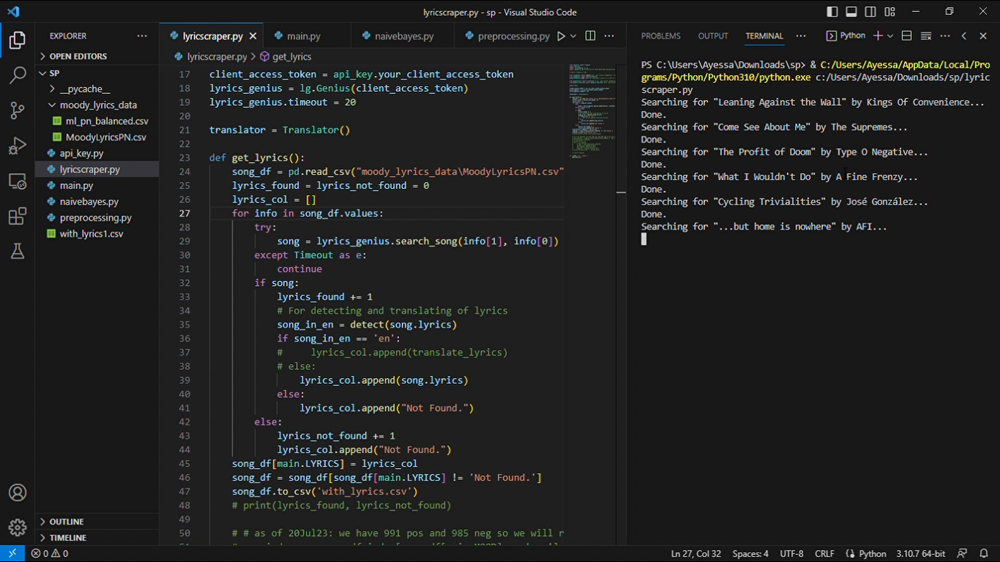 lyricscraper.py - sp - Visual Studio Code
EXPLORER
OPEN EDITORS
SP
__pycache__
moody_lyrics_data
ml_pn_balanced.csv
MoodyLyricsPN.csv
api_key.py
lyricscraper.py
main.py
naivebayes.py
preprocessing.py
with_lyrics1.csv
OUTLINE
TIMELINE
lyricscraper.py main.py naivebayes.py preprocessing.py
lyricscraper.py > get_lyrics
17 client_access_token = api_key.your_client_access_token
18 lyrics_genius = lg.Genius(client_access_token)
19 lyrics_genius.timeout = 20
20
21 translator = Translator()
22
23 def get_lyrics():
24     song_df = pd.read_csv("moody_lyrics_data\MoodyLyricsPN.csv"
25     lyrics_found = lyrics_not_found = 0
26     lyrics_col = []
27     for info in song_df.values:
28         try:
29             song = lyrics_genius.search_song(info[1], info[0])
30         except Timeout as e:
31             continue
32         if song:
33             lyrics_found += 1
34             # For detecting and translating of lyrics
35             song_in_en = detect(song.lyrics)
36             if song_in_en == 'en':
37             #     lyrics_col.append(translate_lyrics)
38             # else:
39                 lyrics_col.append(song.lyrics)
40             else:
41                 lyrics_col.append("Not Found.")
42         else:
43             lyrics_not_found += 1
44             lyrics_col.append("Not Found.")
45     song_df[main.LYRICS] = lyrics_col
46     song_df = song_df[song_df[main.LYRICS] != 'Not Found.']
47     song_df.to_csv('with_lyrics.csv')
48     # print(lyrics_found, lyrics_not_found)
49
50     # # as of 20Jul23: we have 991 pos and 985 neg so we will r
PROBLEMS OUTPUT TERMINAL Python
PS C:\Users\Ayessa\Downloads\sp> & C:/Users/Ayessa/AppData/Local/Pro
grams/Python/Python310/python.exe c:/Users/Ayessa/Downloads/sp/lyric
scraper.py
Searching for "Leaning Against the Wall" by Kings Of Convenience...
Done.
Searching for "Come See About Me" by The Supremes...
Done.
Searching for "The Profit of Doom" by Type O Negative...
Done.
Searching for "What I Wouldn't Do" by A Fine Frenzy...
Done.
Searching for "Cycling Trivialities" by José González...
Done.
Searching for "...but home is nowhere" by AFI...
0 0 Ln 27, Col 32 Spaces: 4 UTF-8 CRLF Python 3.10.7 64-bit